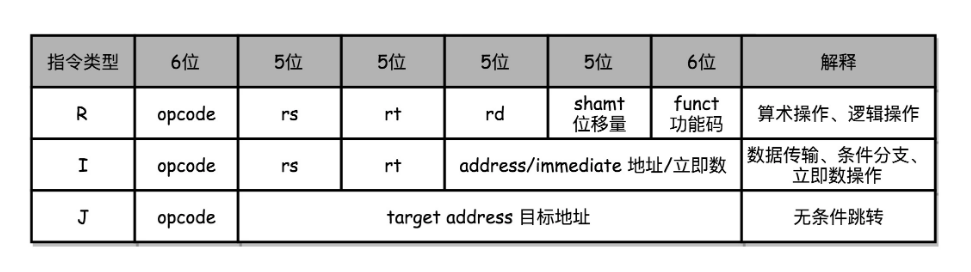 指令类型 6位 5位 5位 5位 5位 6位 解释
R opcode rs rt rd shamt 位移量 funct 功能码 算术操作、逻辑操作
I opcode rs rt address/immediate 地址/立即数 数据传输、条件分支、立即数操作
J opcode target address 目标地址 无条件跳转